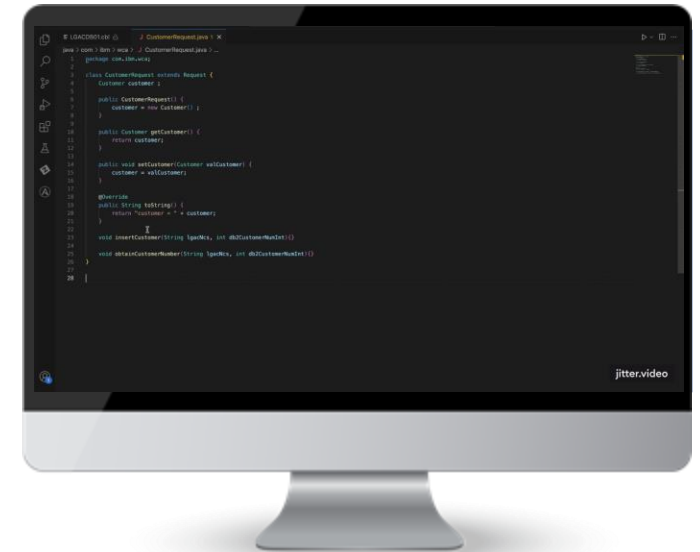 LGACDB01.cbl
J CustomerRequest.java 1 ×
java > com > ibm > wca > J CustomerRequest.java > ...
1 package com.ibm.wca;
2
3 class CustomerRequest extends Request {
4 Customer customer ;
5
6 public CustomerRequest() {
7 customer = new Customer() ;
8 }
9
10 public Customer getCustomer() {
11 return customer;
12 }
13
14 public void setCustomer(Customer valCustomer) {
15 customer = valCustomer;
16 }
17
18 @Override
19 public String toString() {
20 return "customer = " + customer;
21 }
22
23 void insertCustomer(String lgacNcs, int db2CustomerNumInt){}
24
25 void obtainCustomerNumber(String lgacNcs, int db2CustomerNumInt){}
26 }
27
28
jitter.video